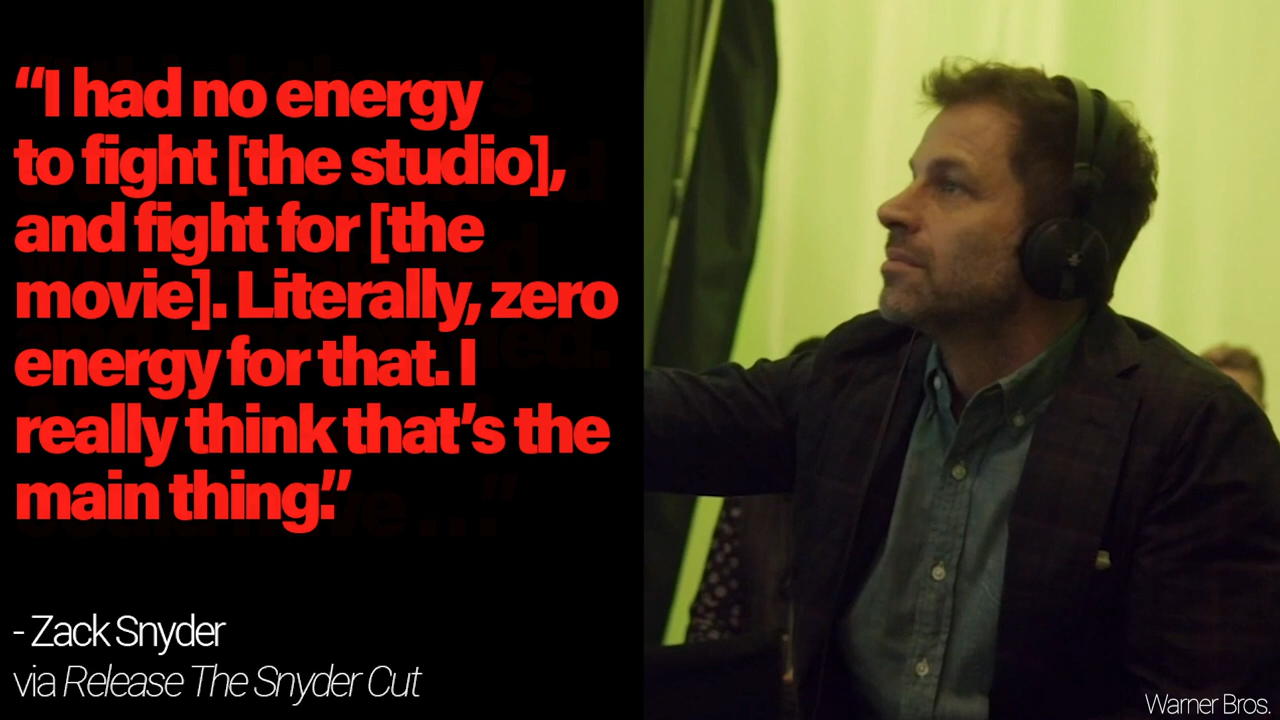 “I had no energy
to fight [the studio],
and fight for [the
movie]. Literally, zero
energy for that. I
really think that’s the
main thing.”
- Zack Snyder
via Release The Snyder Cut
Warner Bros.